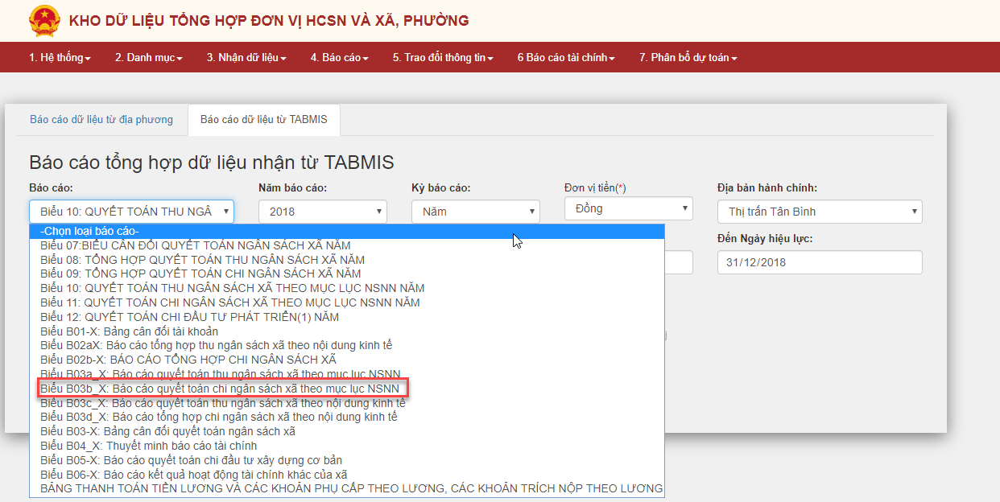 KHO DỮ LIỆU TỔNG HỢP ĐƠN VỊ HCSN VÀ XÃ, PHƯỜNG
1. Hệ thống 2. Danh mục 3. Nhận dữ liệu 4. Báo cáo 5. Trao đổi thông tin 6 Báo cáo tài chính 7. Phân bổ dự toán
Báo cáo dữ liệu từ địa phương Báo cáo dữ liệu từ TABMIS
Báo cáo tổng hợp dữ liệu nhận từ TABMIS
Báo cáo: Năm báo cáo: Kỳ báo cáo: Đơn vị tiền(*) Địa bàn hành chính:
Biểu 10: QUYẾT TOÁN THU NGÂ 2018 Năm Đồng Thị trấn Tân Bình
-Chọn loại báo cáo-
Đến Ngày hiệu lực:
31/12/2018
Biểu 07:BIỂU CÂN ĐỐI QUYẾT TOÁN NGÂN SÁCH XÃ NĂM
Biểu 08: TỔNG HỢP QUYẾT TOÁN THU NGÂN SÁCH XÃ NĂM
Biểu 09: TỔNG HỢP QUYẾT TOÁN CHI NGÂN SÁCH XÃ NĂM
Biểu 10: QUYẾT TOÁN THU NGÂN SÁCH XÃ THEO MỤC LỤC NSNN NĂM
Biểu 11: QUYẾT TOÁN CHI NGÂN SÁCH XÃ THEO MỤC LỤC NSNN NĂM
Biểu 12: QUYẾT TOÁN CHI ĐẦU TƯ PHÁT TRIỂN(1) NĂM
Biểu B01-X: Bảng cân đối tài khoản
Biểu B02aX: Báo cáo tổng hợp thu ngân sách xã theo nội dung kinh tế
Biểu B02b-X: BÁO CÁO TỔNG HỢP CHI NGÂN SÁCH XÃ
Biểu B03a_X: Báo cáo quyết toán thu ngân sách xã theo mục lục NSNN
Biểu B03b_X: Báo cáo quyết toán chi ngân sách xã theo mục lục NSNN
Biểu B03c_X: Báo cáo quyết toán thu ngân sách xã theo nội dung kinh tế
Biểu B03d_X: Báo cáo tổng hợp chi ngân sách xã theo nội dung kinh tế
Biểu B03-X: Bảng cân đối quyết toán ngân sách xã
Biểu B04_X: Thuyết minh báo cáo tài chính
Biểu B05-X: Báo cáo quyết toán chi đầu tư xây dựng cơ bản
Biểu B06-X: Báo cáo kết quả hoạt động tài chính khác của xã
BẢNG THANH TOÁN TIỀN LƯƠNG VÀ CÁC KHOẢN PHỤ CẤP THEO LƯƠNG, CÁC KHOẢN TRÍCH NỘP THEO LƯƠNG